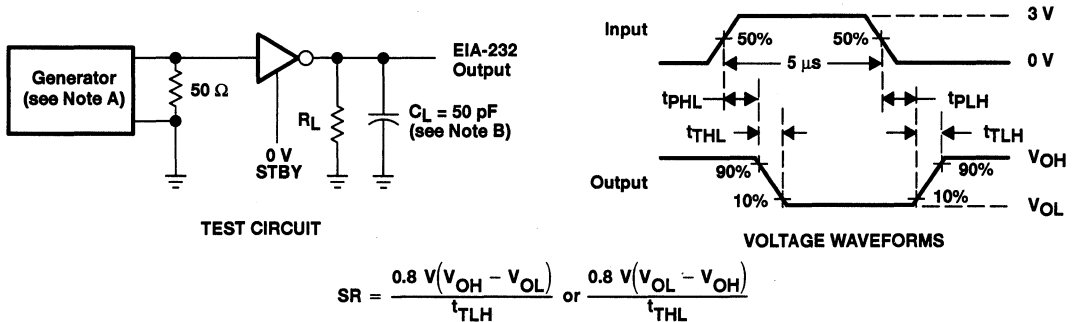 Generator
(see Note A)
50 Ω
0 V
STBY
RL
CL = 50 pF
(see Note B)
EIA-232
Output
TEST CIRCUIT
Input
3 V
50%
50%
0 V
5 μs
tPHL
tPLH
tTHL
tTLH
Output
90%
10%
90%
10%
VOH
VOL
VOLTAGE WAVEFORMS
SR = 0.8 V(VOH − VOL) / tTLH or 0.8 V(VOL − VOH) / tTHL